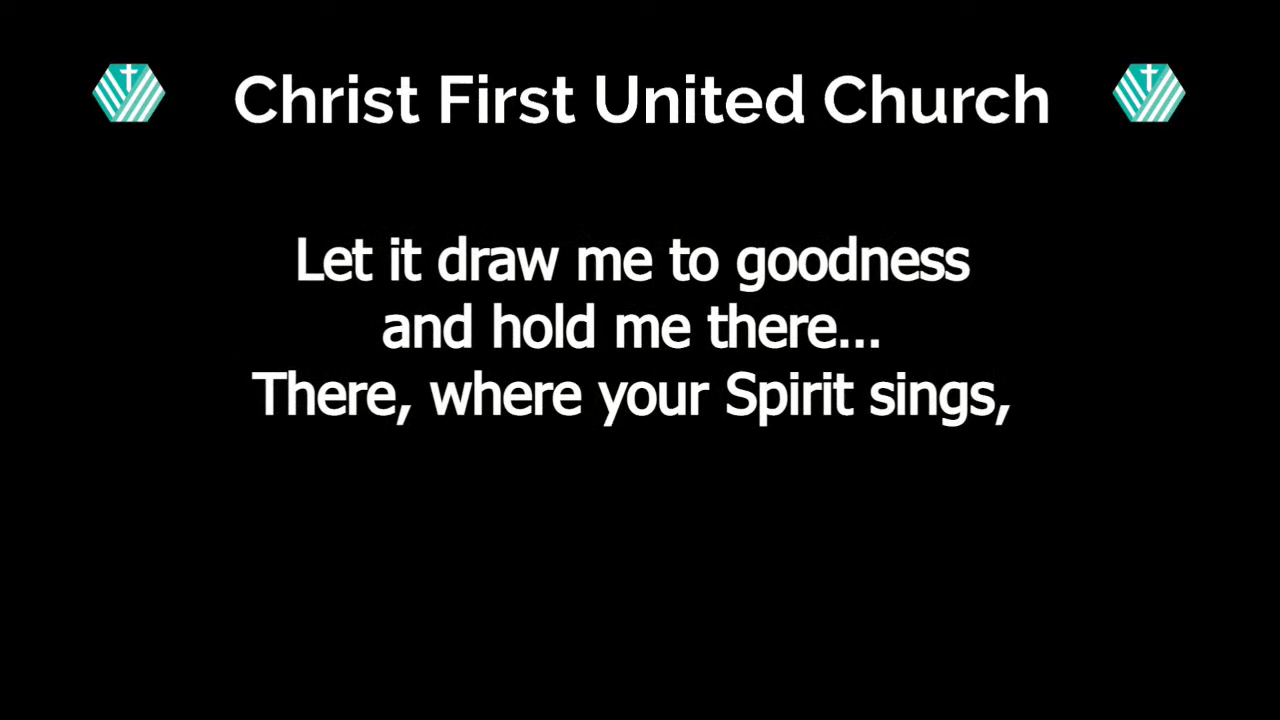 Christ First United Church
Let it draw me to goodness
and hold me there...
There, where your Spirit sings,